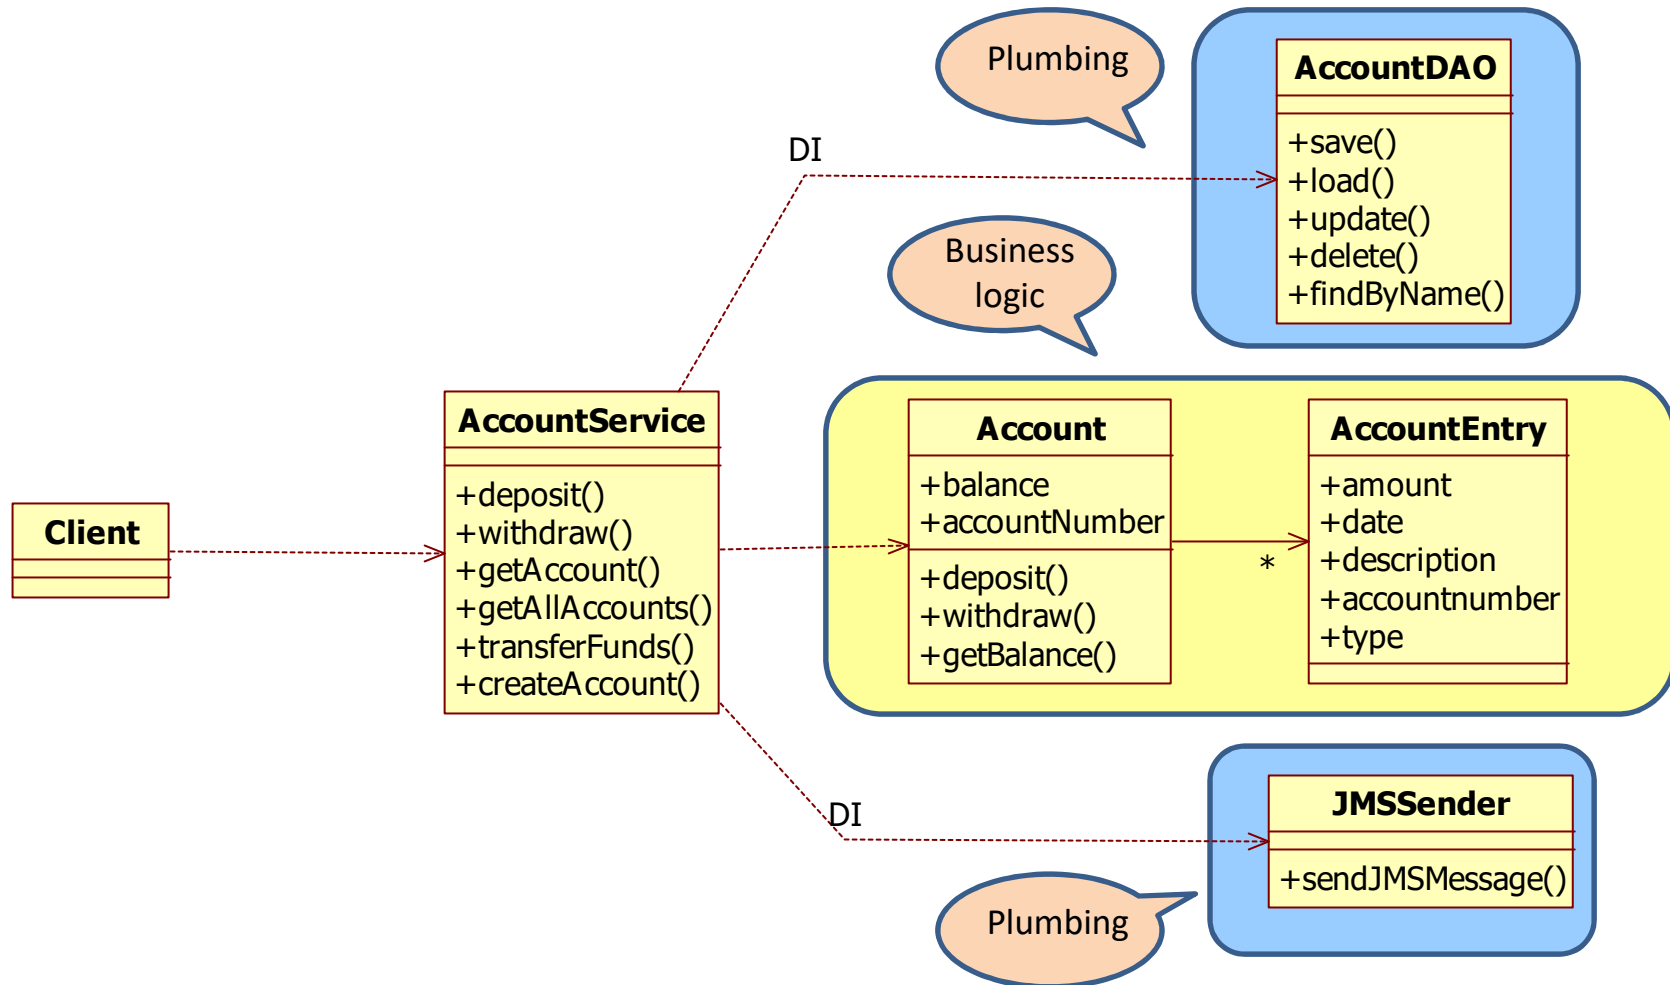 Plumbing
AccountDAO
+save()
+load()
+update()
+delete()
+findByName()
DI
Business
logic
AccountService
+deposit()
+withdraw()
+getAccount()
+getAllAccounts()
+transferFunds()
+createAccount()
Account
+balance
+accountNumber
+deposit()
+withdraw()
+getBalance()
*
AccountEntry
+amount
+date
+description
+accountnumber
+type
Client
DI
JMSSender
+sendJMSMessage()
Plumbing